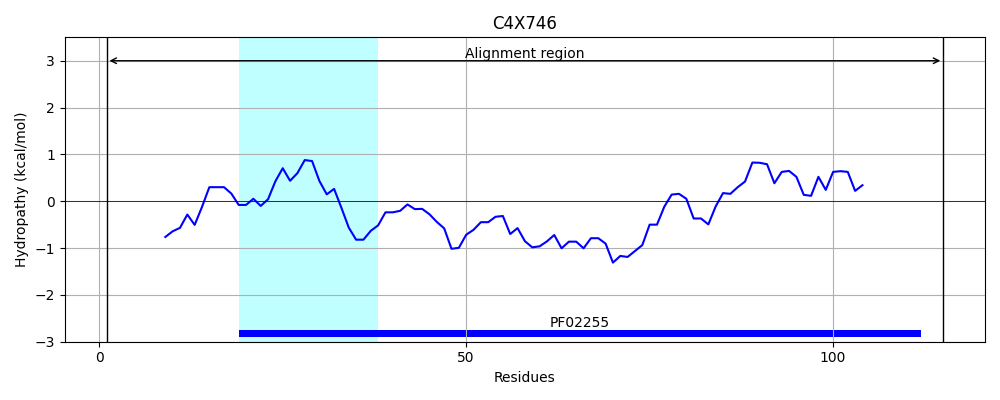 C4X746
Alignment region
3
2
1
0
−1
−2
−3
Hydropathy (kcal/mol)
PF02255
0
50
100
Residues